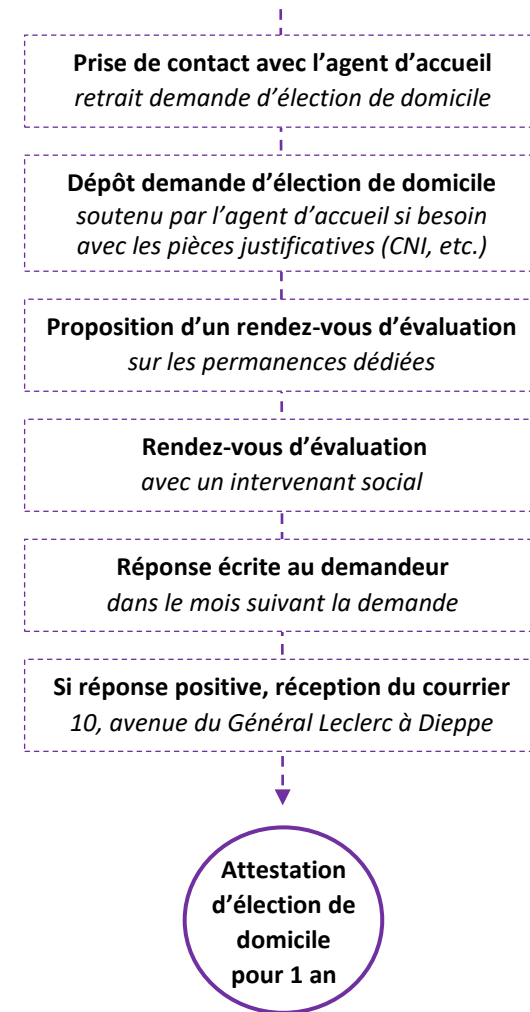 Prise de contact avec l’agent d’accueil
retrait demande d’élection de domicile
Dépôt demande d’élection de domicile
soutenu par l’agent d’accueil si besoin
avec les pièces justificatives (CNI, etc.)
Proposition d’un rendez-vous d’évaluation
sur les permanences dédiées
Rendez-vous d’évaluation
avec un intervenant social
Réponse écrite au demandeur
dans le mois suivant la demande
Si réponse positive, réception du courrier
10, avenue du Général Leclerc à Dieppe
Attestation
d’élection de
domicile
pour 1 an